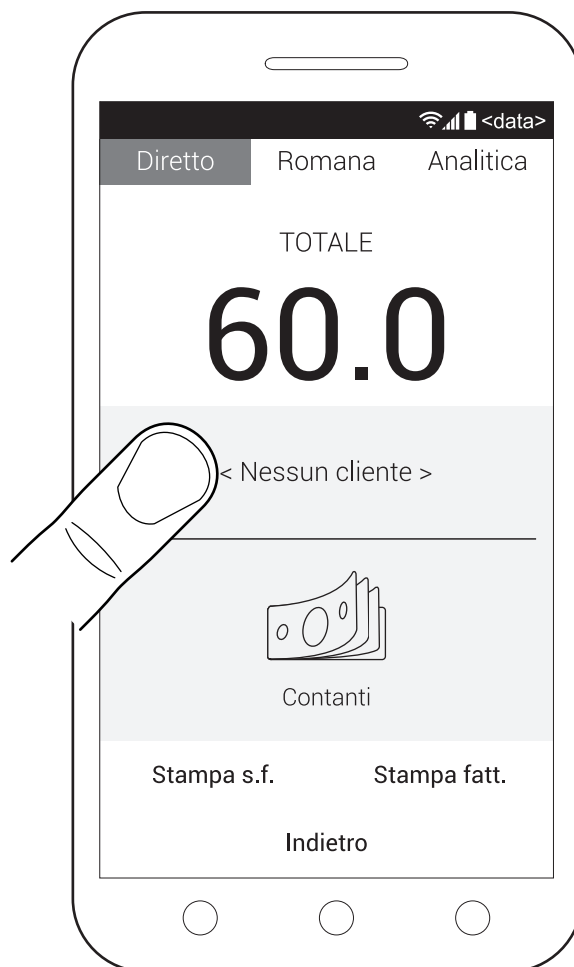 <data>
Diretto Romana Analitica
TOTALE
60.0
< Nessun cliente >
Contanti
Stampa s.f. Stampa fatt.
Indietro